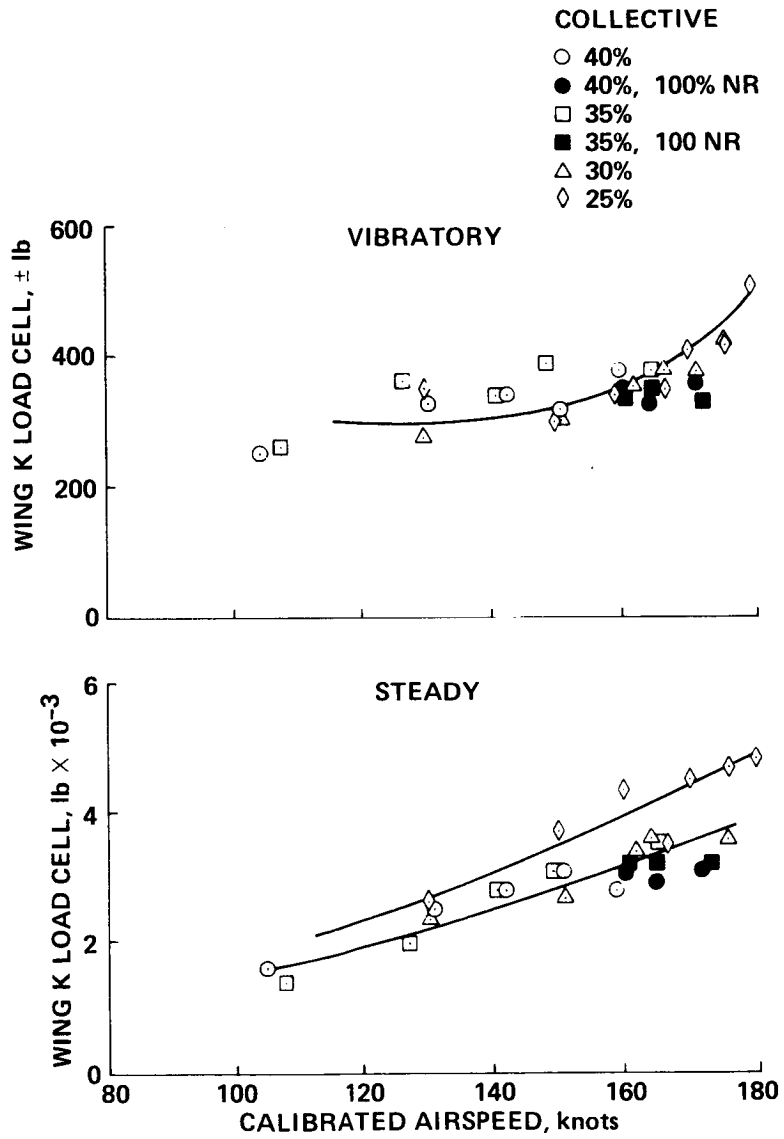 COLLECTIVE
40%
40%, 100% NR
35%
35%, 100 NR
30%
25%
VIBRATORY
WING K LOAD CELL, ± lb
600
400
200
0
STEADY
WING K LOAD CELL, lb × 10⁻³
6
4
2
0
80 100 120 140 160 180
CALIBRATED AIRSPEED, knots